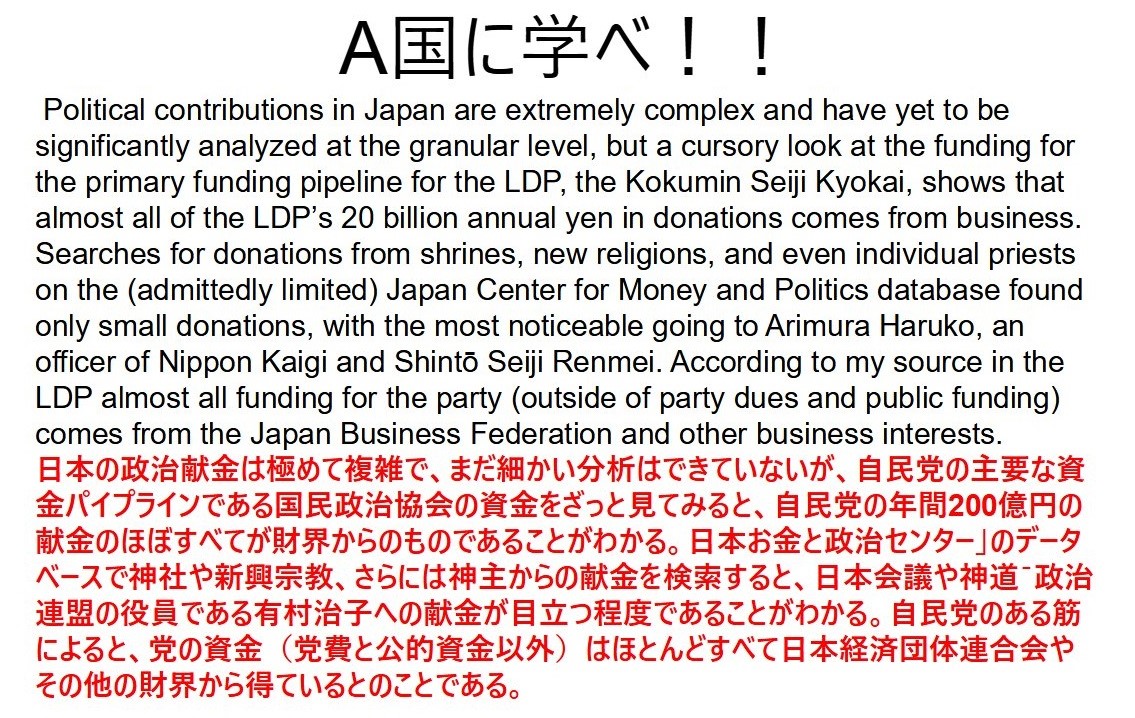 A国に学べ！！
Political contributions in Japan are extremely complex and have yet to be
significantly analyzed at the granular level, but a cursory look at the funding for
the primary funding pipeline for the LDP, the Kokumin Seiji Kyokai, shows that
almost all of the LDP’s 20 billion annual yen in donations comes from business.
Searches for donations from shrines, new religions, and even individual priests
on the (admittedly limited) Japan Center for Money and Politics database found
only small donations, with the most noticeable going to Arimura Haruko, an
officer of Nippon Kaigi and Shintō Seiji Renmei. According to my source in the
LDP almost all funding for the party (outside of party dues and public funding)
comes from the Japan Business Federation and other business interests.
日本の政治献金は極めて複雑で、まだ細かい分析はできていないが、自民党の主要な資
金パイプラインである国民政治協会の資金をざっと見てみると、自民党の年間200億円の
献金のほぼすべてが財界からのものであることがわかる。日本お金と政治センター」のデータ
ベースで神社や新興宗教、さらには神主からの献金を検索すると、日本会議や神道¯政治
連盟の役員である有村治子への献金が目立つ程度であることがわかる。自民党のある筋
によると、党の資金（党費と公的資金以外）はほとんどすべて日本経済団体連合会や
その他の財界から得ているとのことである。